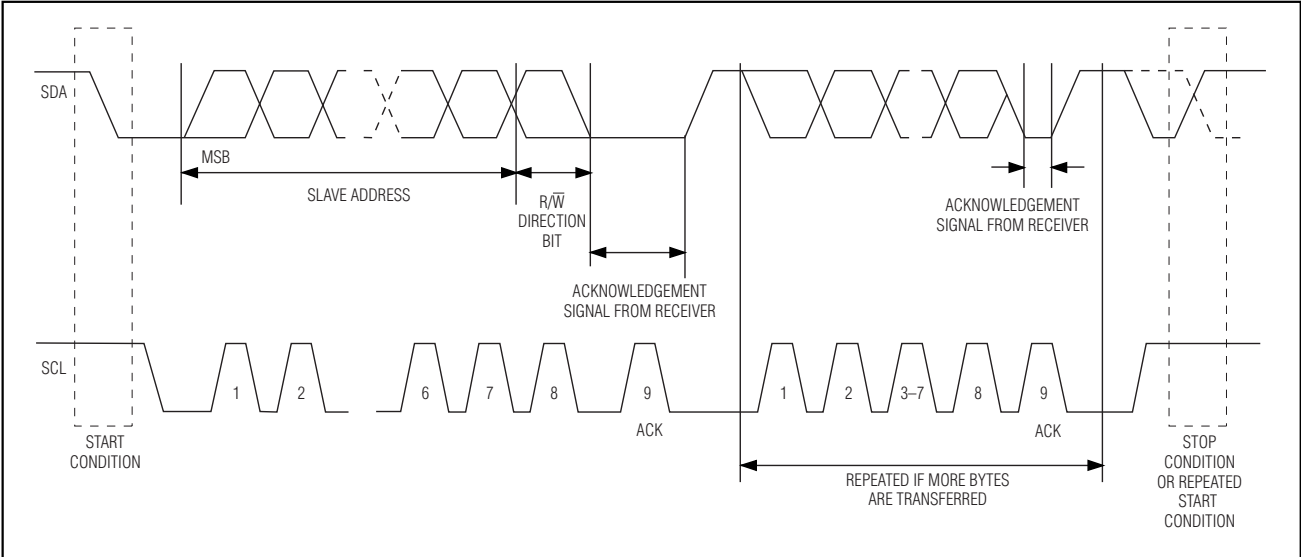 SDA
MSB
SLAVE ADDRESS
R/W̅
DIRECTION
BIT
ACKNOWLEDGEMENT
SIGNAL FROM RECEIVER
ACKNOWLEDGEMENT
SIGNAL FROM RECEIVER
SCL
1 2 6 7 8 9 1 2 3–7 8 9
ACK ACK
START
CONDITION
REPEATED IF MORE BYTES
ARE TRANSFERRED
STOP
CONDITION
OR REPEATED
START
CONDITION